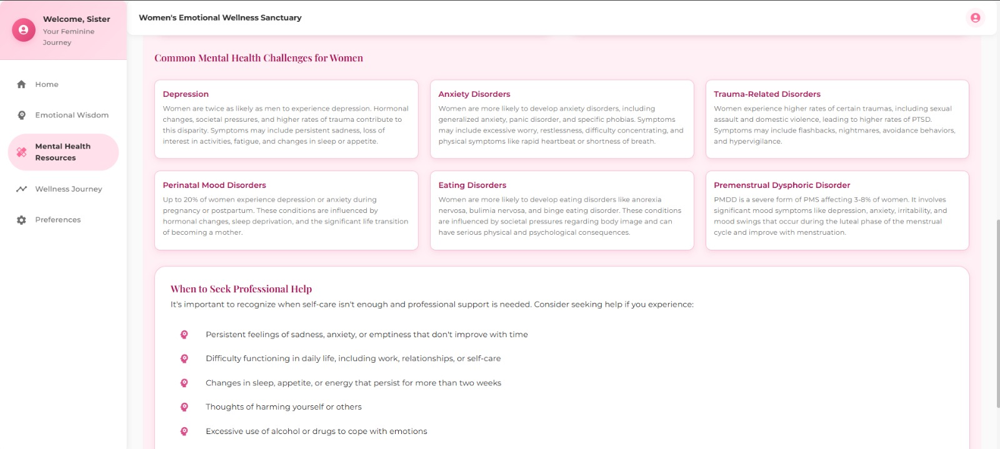 Welcome, Sister
Your Feminine
Journey
Home
Emotional Wisdom
Mental Health
Resources
Wellness Journey
Preferences
Women's Emotional Wellness Sanctuary
Common Mental Health Challenges for Women
Depression
Women are twice as likely as men to experience depression. Hormonal
changes, societal pressures, and higher rates of trauma contribute to
this disparity. Symptoms may include persistent sadness, loss of
interest in activities, fatigue, and changes in sleep or appetite.
Anxiety Disorders
Women are more likely to develop anxiety disorders, including
generalized anxiety, panic disorder, and specific phobias. Symptoms
may include excessive worry, restlessness, difficulty concentrating, and
physical symptoms like rapid heartbeat or shortness of breath.
Trauma-Related Disorders
Women experience higher rates of certain traumas, including sexual
assault and domestic violence, leading to higher rates of PTSD.
Symptoms may include flashbacks, nightmares, avoidance behaviors,
and hypervigilance.
Perinatal Mood Disorders
Up to 20% of women experience depression or anxiety during
pregnancy or postpartum. These conditions are influenced by
hormonal changes, sleep deprivation, and the significant life transition
of becoming a mother.
Eating Disorders
Women are more likely to develop eating disorders like anorexia
nervosa, bulimia nervosa, and binge eating disorder. These conditions
are influenced by societal pressures regarding body image and can
have serious physical and psychological consequences.
Premenstrual Dysphoric Disorder
PMDD is a severe form of PMS affecting 3-8% of women. It involves
significant mood symptoms like depression, anxiety, irritability, and
mood swings that occur during the luteal phase of the menstrual
cycle and improve with menstruation.
When to Seek Professional Help
It's important to recognize when self-care isn't enough and professional support is needed. Consider seeking help if you experience:
Persistent feelings of sadness, anxiety, or emptiness that don't improve with time
Difficulty functioning in daily life, including work, relationships, or self-care
Changes in sleep, appetite, or energy that persist for more than two weeks
Thoughts of harming yourself or others
Excessive use of alcohol or drugs to cope with emotions